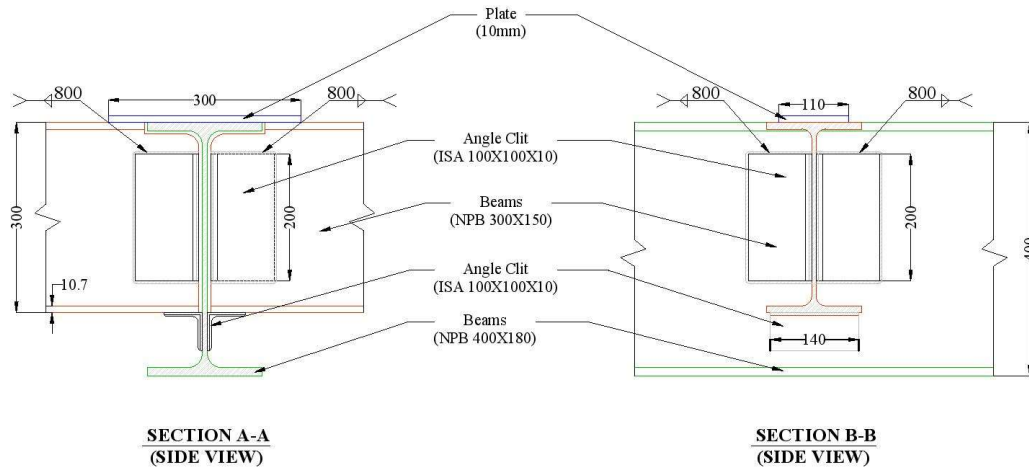 Plate
(10mm)
800
300
800
800
110
800
Angle Clit
(ISA 100X100X10)
300
200
200
400
Beams
(NPB 300X150)
10.7
Angle Clit
(ISA 100X100X10)
Beams
(NPB 400X180)
140
SECTION A-A
(SIDE VIEW)
SECTION B-B
(SIDE VIEW)